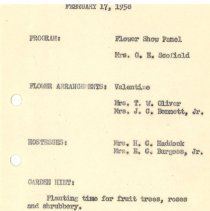 FEBRUARY 17, 1958
PROGRAM: Flower Show Panel
Mrs. G. E. Scofield
FLOWER ARRANGEMENTS: Valentine
Mrs. T. W. Oliver
Mrs. J. C. Bennett, Jr.
HOSTESSES: Mrs. H. G. Haddock
Mrs. H. G. Burgess, Jr.
GARDEN HINT:
Planting time for fruit trees, roses
and shrubbery.